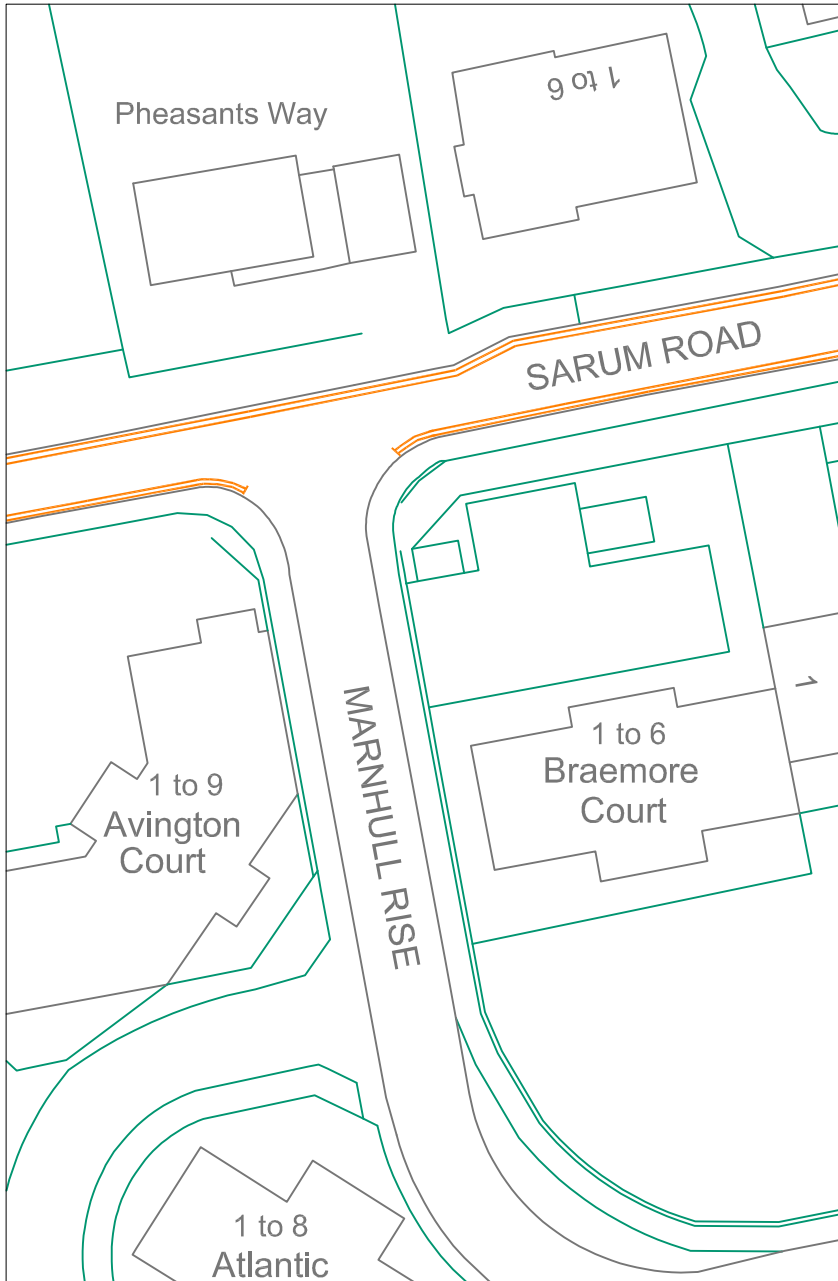 1 to 6
Pheasants Way
SARUM ROAD
MARNHULL RISE
1
1 to 6
Braemore
Court
1 to 9
Avington
Court
1 to 8
Atlantic